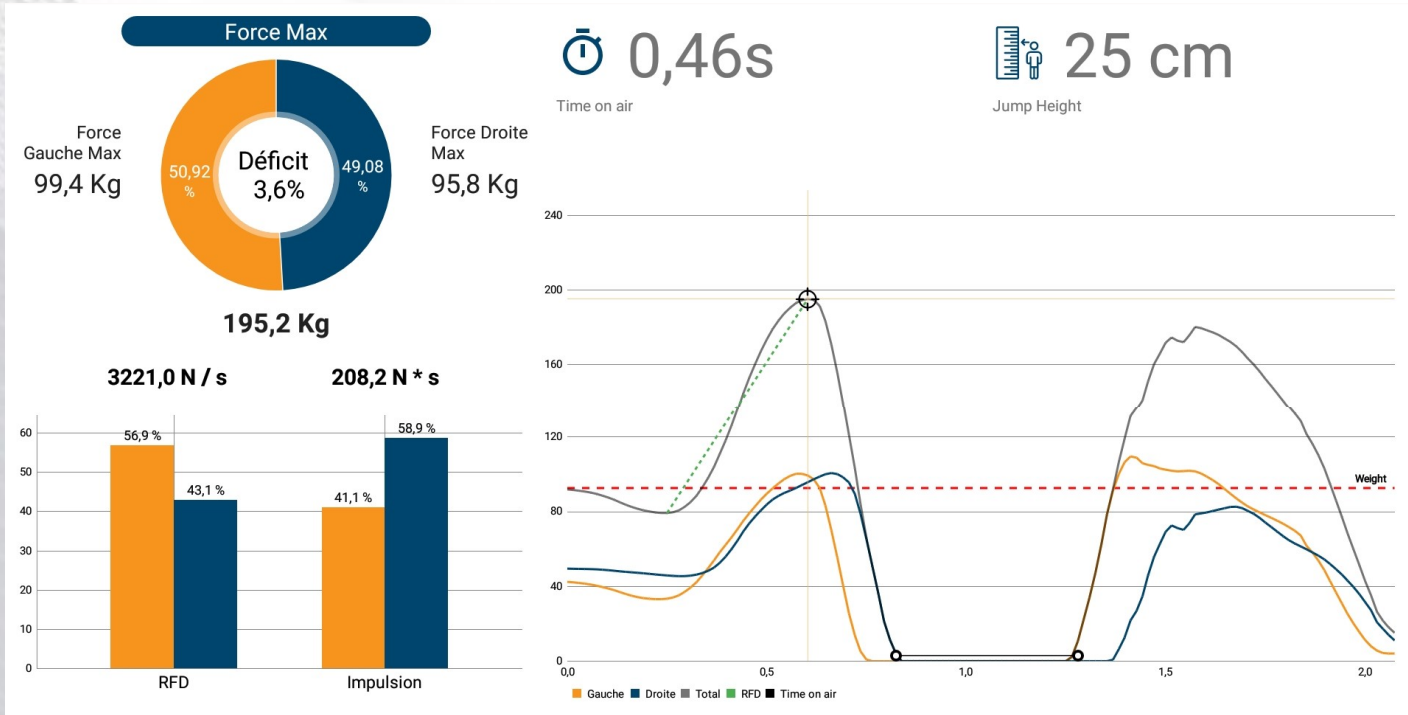 Force Max
Force
Gauche Max
99,4 Kg
50,92
%
Déficit
3,6%
49,08
%
Force Droite
Max
95,8 Kg
195,2 Kg
0,46s
Time on air
25 cm
Jump Height
3221,0 N / s
208,2 N * s
60
50
40
30
20
10
0
56,9 %
43,1 %
41,1 %
58,9 %
RFD
Impulsion
240
200
160
120
80
40
0
Weight
0,0
0,5
1,0
1,5
2,0
Gauche Droite Total RFD Time on air